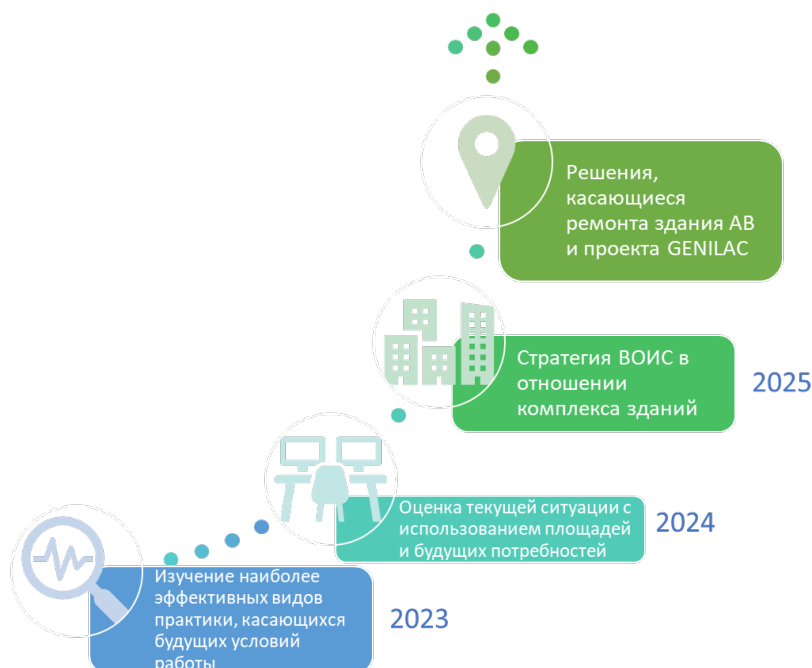 Решения,
касающиеся
ремонта здания АВ
и проекта GENILAC
Стратегия ВОИС в
отношении
комплекса зданий
2025
Оценка текущей ситуации с
использованием площадей
и будущих потребностей
2024
Изучение наиболее
эффективных видов
практики, касающихся
будущих условий
работы
2023